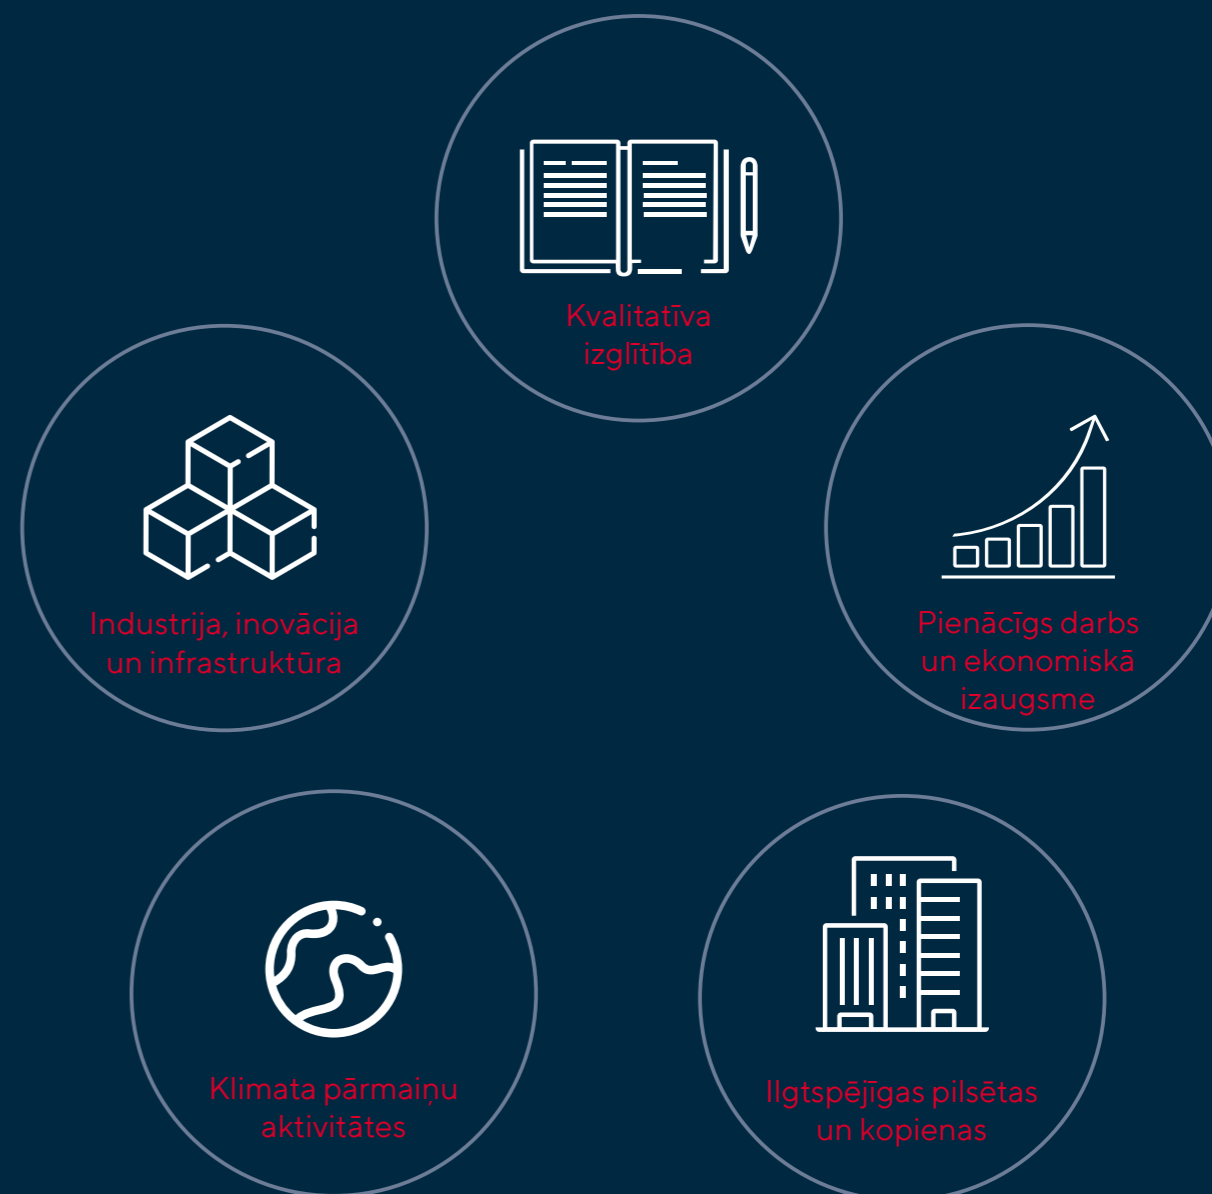 Kvalitatīva
izglītība
Industrija, inovācija
un infrastruktūra
Pienācīgs darbs
un ekonomiskā
izaugsme
Klimata pārmaiņu
aktivitātes
Ilgtspējīgas pilsētas
un kopienas